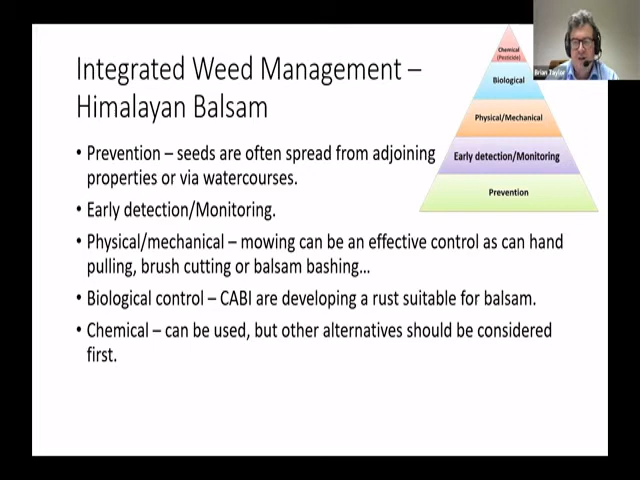 Integrated Weed Management –
Himalayan Balsam
• Prevention – seeds are often spread from adjoining
properties or via watercourses.
• Early detection/Monitoring.
• Physical/mechanical – mowing can be an effective control as can hand
pulling, brush cutting or balsam bashing...
• Biological control – CABI are developing a rust suitable for balsam.
• Chemical – can be used, but other alternatives should be considered
first.
Chemical
(Pesticide)
Biological
Physical/Mechanical
Early detection/Monitoring
Prevention
Brian Taylor